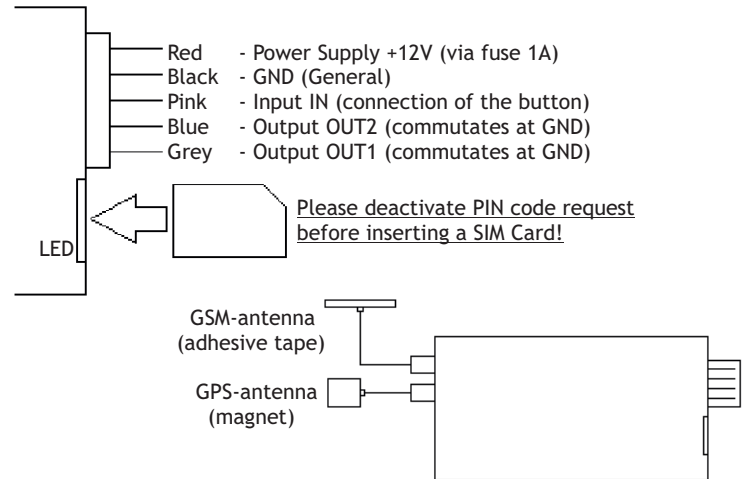 Red - Power Supply +12V (via fuse 1A)
Black - GND (General)
Pink - Input IN (connection of the button)
Blue - Output OUT2 (commutates at GND)
Grey - Output OUT1 (commutates at GND)
Please deactivate PIN code request
before inserting a SIM Card!
LED
GSM-antenna
(adhesive tape)
GPS-antenna
(magnet)